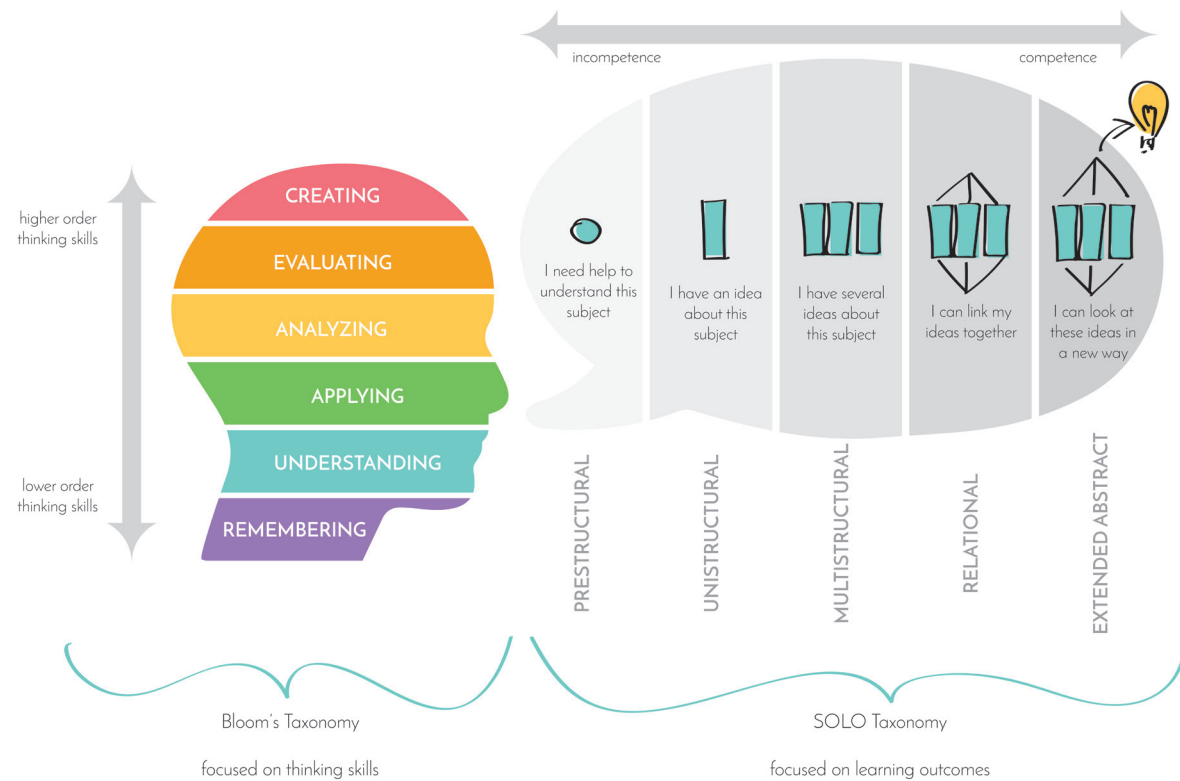 incompetence
competence
higher order
thinking skills
lower order
thinking skills
CREATING
EVALUATING
ANALYZING
APPLYING
UNDERSTANDING
REMEMBERING
I need help to
understand this
subject
I have an idea
about this
subject
I have several
ideas about
this subject
I can link my
ideas together
I can look at
these ideas in
a new way
PRESTRUCTURAL
UNISTRUCTURAL
MULTISTRUCTURAL
RELATIONAL
EXTENDED ABSTRACT
Bloom's Taxonomy
focused on thinking skills
SOLO Taxonomy
focused on learning outcomes